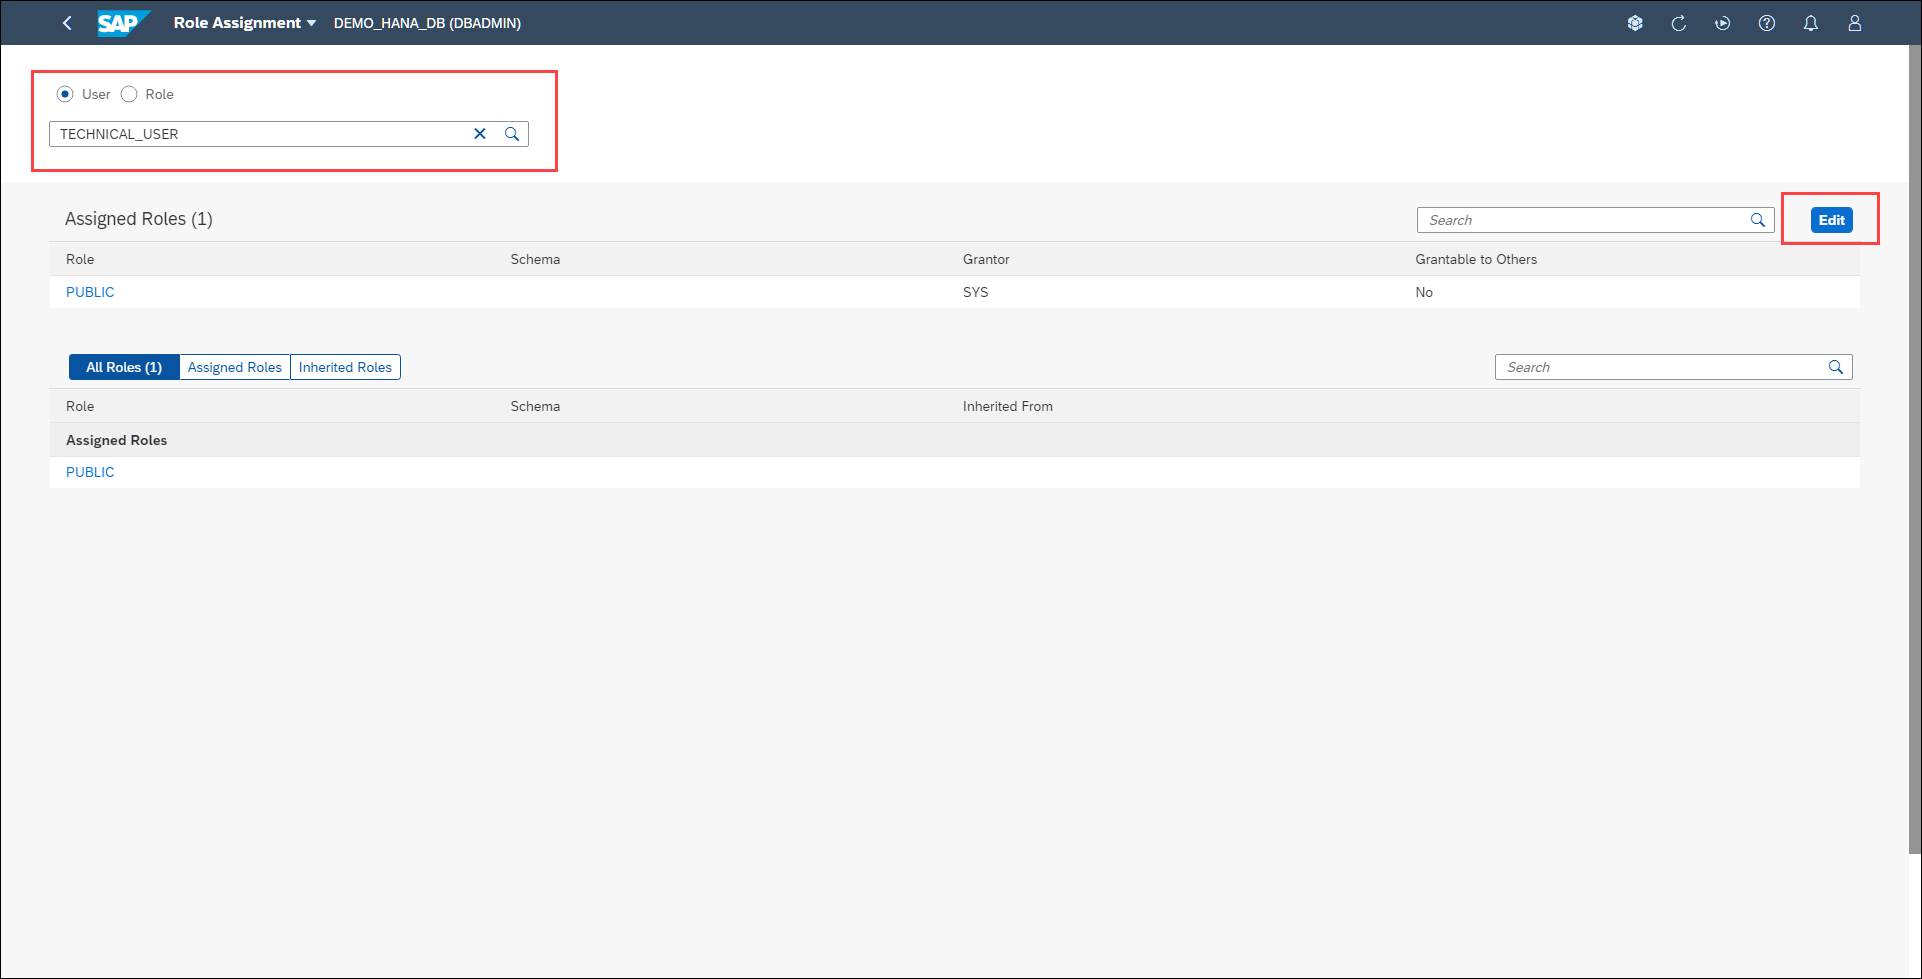 SAP Role Assignment DEMO_HANA_DB (DBADMIN)
User Role
TECHNICAL_USER
Assigned Roles (1) Search Edit
Role Schema Grantor Grantable to Others
PUBLIC SYS No
All Roles (1) Assigned Roles Inherited Roles Search
Role Schema Inherited From
Assigned Roles
PUBLIC